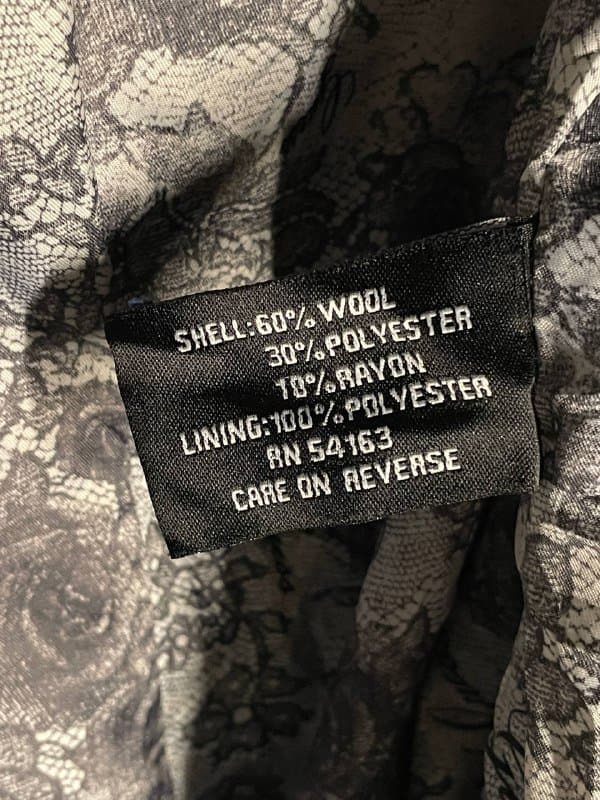 SHELL:60% WOOL
30% POLYESTER
10% RAYON
LINING:100% POLYESTER
RN 54163
CARE ON REVERSE